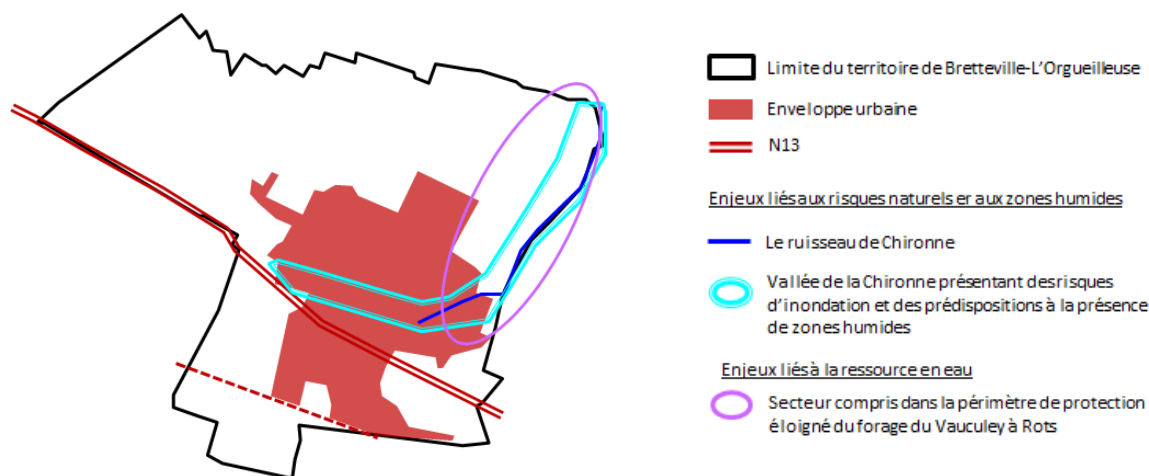 Limite du territoire de Bretteville-L'Orgueilleuse
Enveloppe urbaine
N13
Enjeux liés aux risques naturels er aux zones humides
Le ruisseau de Chironne
Vallée de la Chironne présentant des risques
d'inondation et des prédispositions à la présence
de zones humides
Enjeux liés à la ressource en eau
Secteur compris dans la périmètre de protection
éloigné du forage du Vauculey à Rots